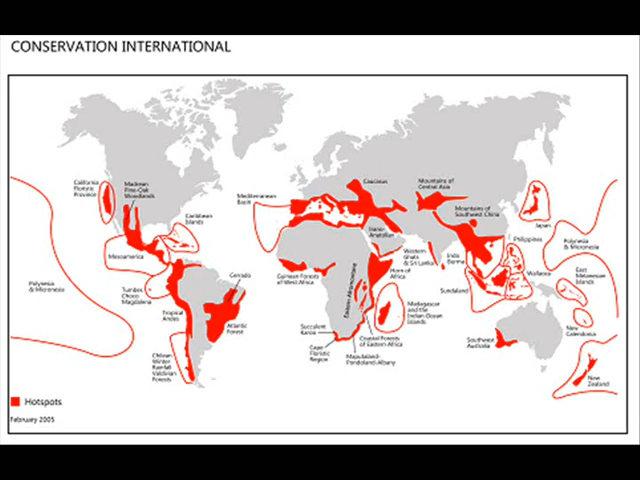 CONSERVATION INTERNATIONAL
California
Floristic
Province
Madrean
Pine-Oak
Woodlands
Caribbean
Islands
Mesoamerica
Polynesia
& Micronesia
Tumbes
Choco
Magdalena
Tropical
Andes
Cerrado
Atlantic
Forest
Chilean
Winter
Rainfall
Valdivian
Forests
Mediterranean
Basin
Caucasus
Irano-
Anatolian
Mountains of
Central Asia
Mountains of
Southwest China
Guinean Forests
of West Africa
Eastern Afromontane
Horn of
Africa
Western
Ghats
& Sri Lanka
Indo
Burma
Sundaland
Wallacea
Philippines
Japan
Polynesia
& Micronesia
East
Melanesian
Islands
New
Caledonia
Madagascar
and the
Indian Ocean
Islands
Coastal Forests
of Eastern Africa
Succulent
Karoo
Cape
Floristic
Region
Maputaland-
Pondoland-Albany
Southwest
Australia
New
Zealand
Hotspots
February 2005